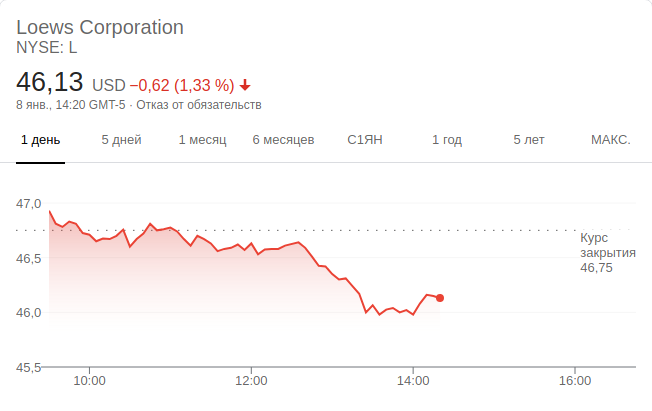 Loews Corporation
NYSE: L
46,13 USD −0,62 (1,33 %)
8 янв., 14:20 GMT-5 · Отказ от обязательств
1 день 5 дней 1 месяц 6 месяцев С1ЯН 1 год 5 лет МАКС.
47,0
46,5
46,0
45,5
Курс
закрытия
46,75
10:00 12:00 14:00 16:00